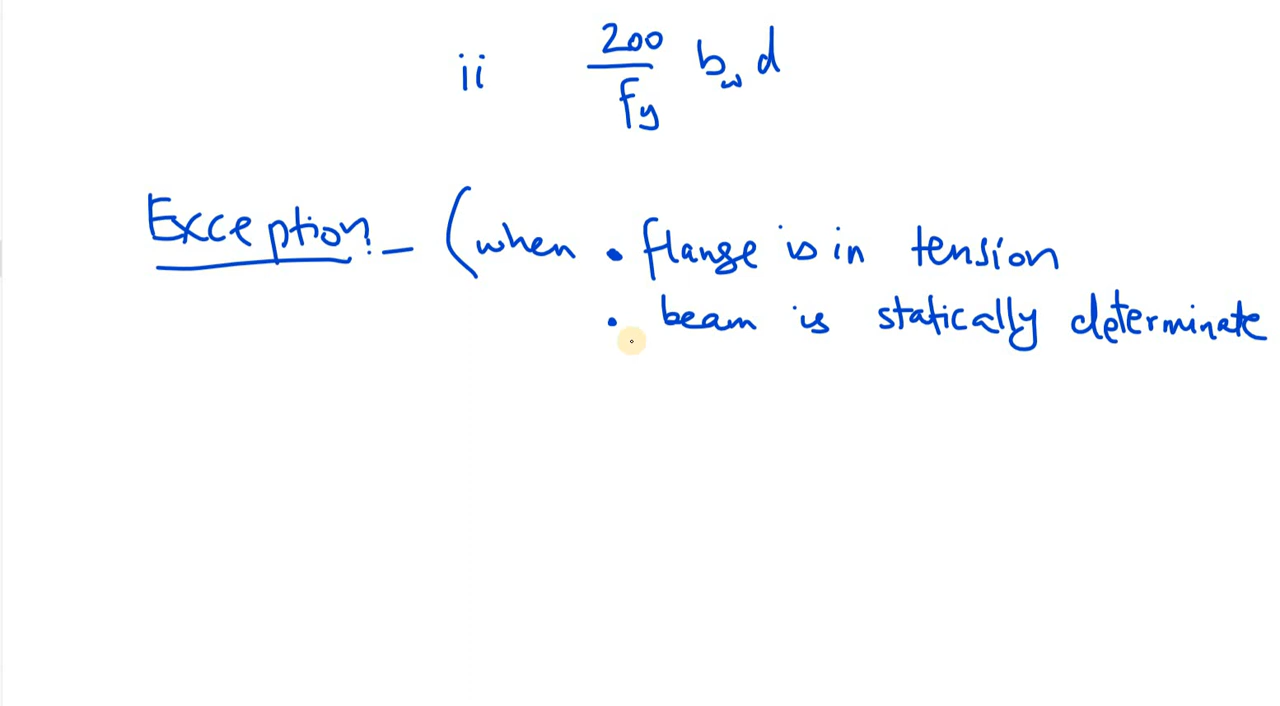 ii 200/fy bw d
Exception:- (when • flange is in tension
• beam is statically determinate